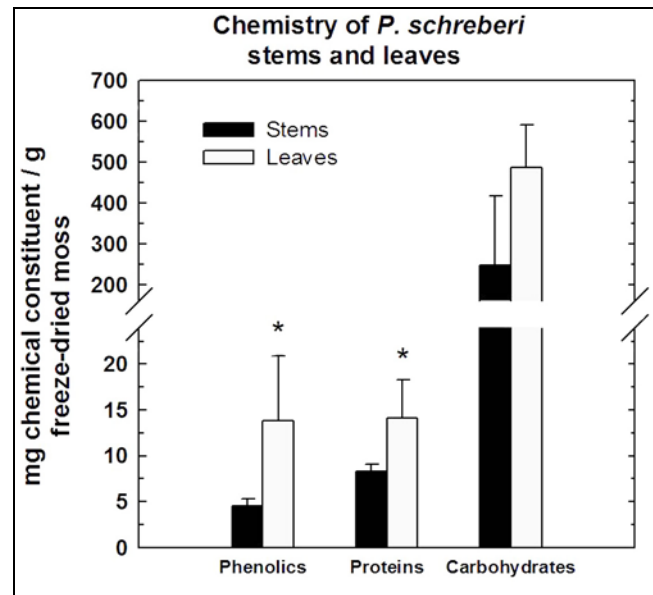 Chemistry of P. schreberi
stems and leaves
700
600
500
400
300
200
20
15
10
5
0
Stems
Leaves
*
*
mg chemical constituent / g
freeze-dried moss
Phenolics Proteins Carbohydrates